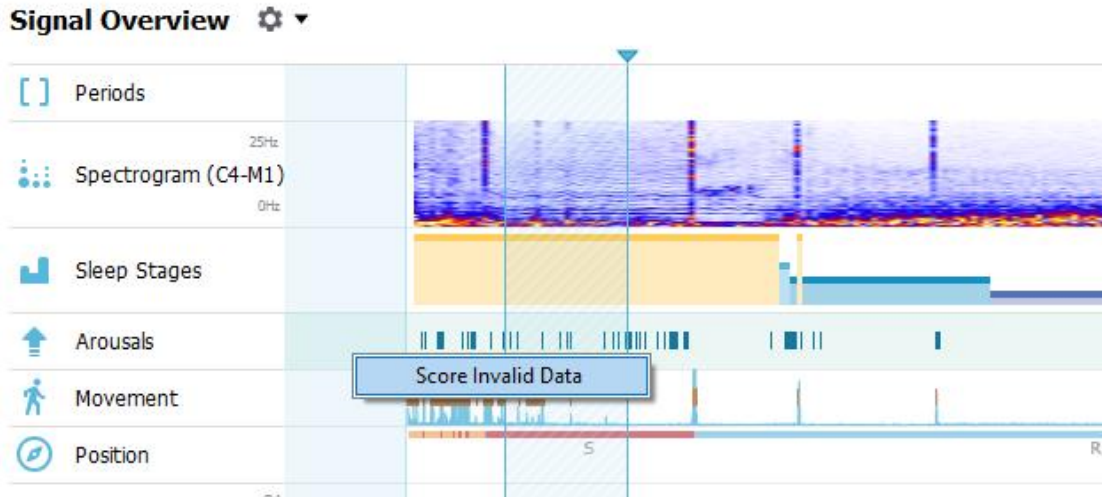 Signal Overview
Periods
25Hz
Spectrogram (C4-M1)
0Hz
Sleep Stages
Arousals
Score Invalid Data
Movement
Position
S
R